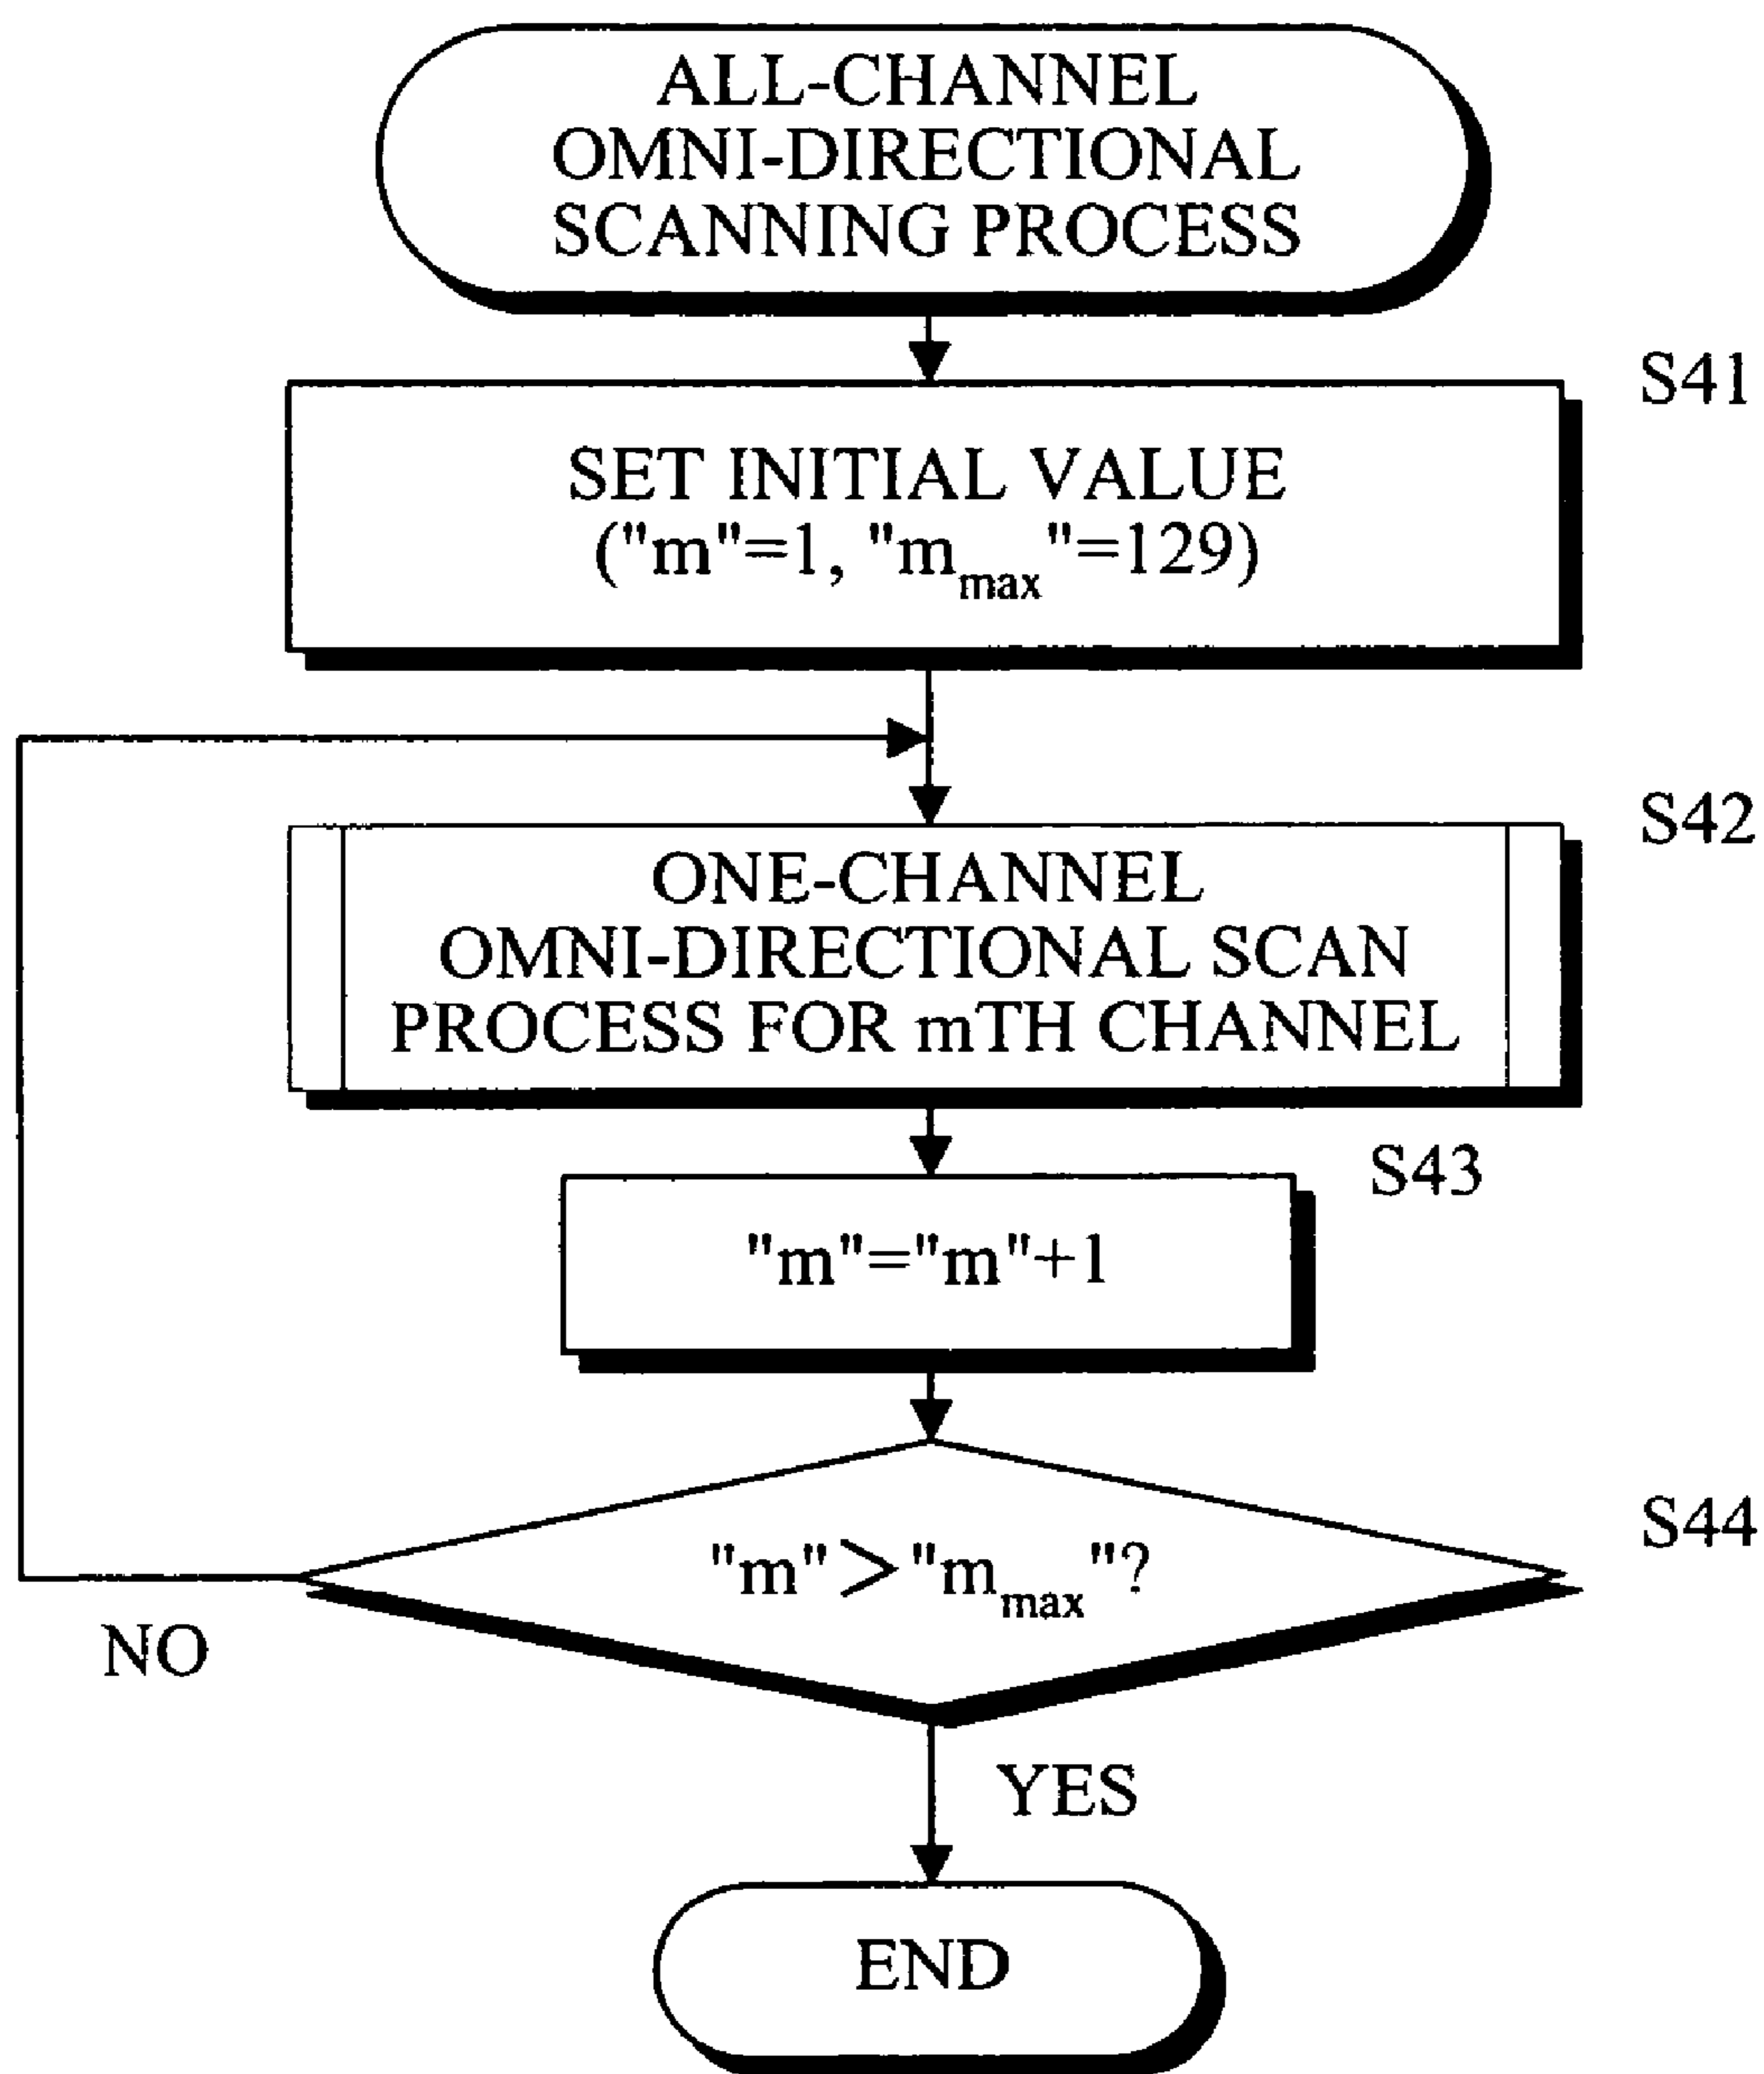 ALL-CHANNEL
OMNI-DIRECTIONAL
SCANNING PROCESS
S41
SET INITIAL VALUE
("m"=1, "mmax"=129)
S42
ONE-CHANNEL
OMNI-DIRECTIONAL SCAN
PROCESS FOR mTH CHANNEL
S43
"m"="m"+1
S44
"m">"mmax"?
NO
YES
END